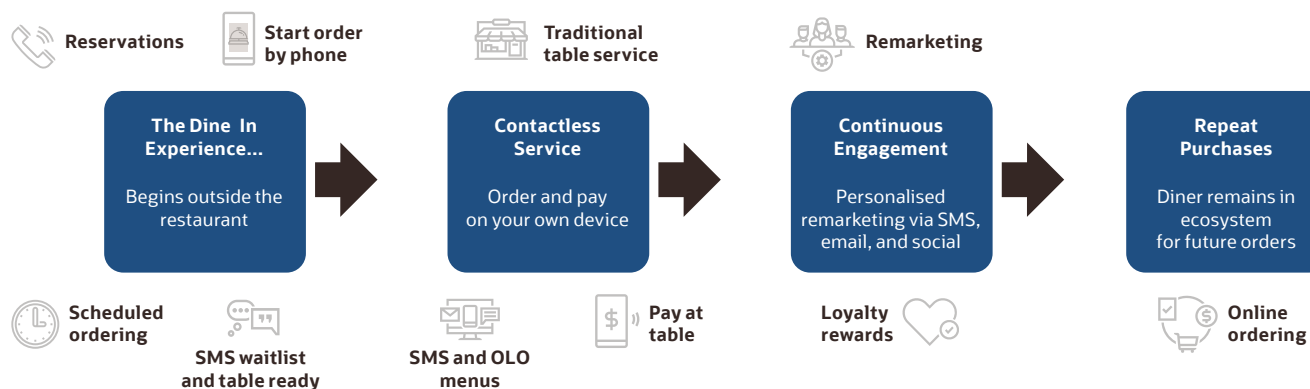 Reservations
Start order
by phone
Traditional
table service
Remarketing
The Dine In
Experience...
Begins outside the
restaurant
Contactless
Service
Order and pay
on your own device
Continuous
Engagement
Personalised
remarketing via SMS,
email, and social
Repeat
Purchases
Diner remains in
ecosystem
for future orders
Scheduled
ordering
SMS waitlist
and table ready
SMS and OLO
menus
$
Pay at
table
Loyalty
rewards
$
Online
ordering